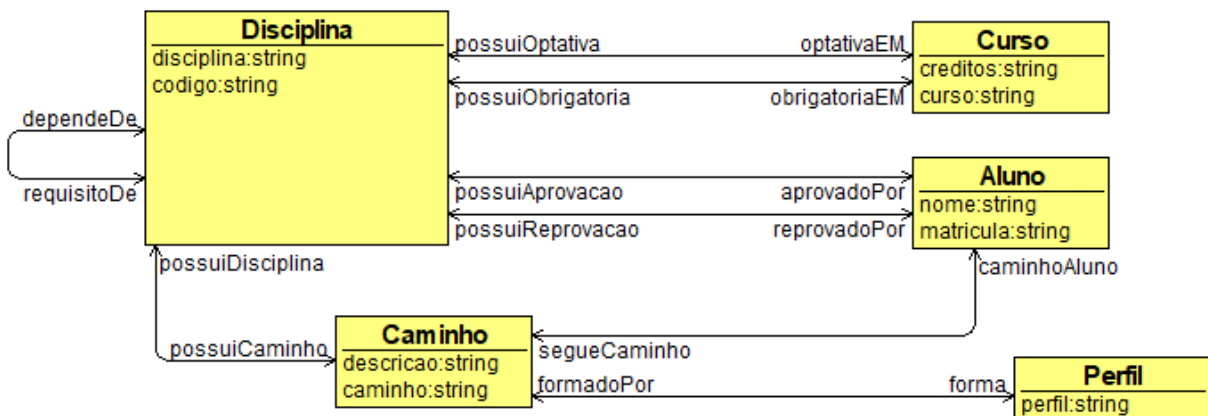 Disciplina
disciplina:string
codigo:string
possuiOptativa
optativaEM
Curso
creditos:string
curso:string
possuiObrigatoria
obrigatoriaEM
dependeDe
requisitoDe
possuiAprovacao
aprovadoPor
Aluno
nome:string
matricula:string
possuiReprovacao
reprovadoPor
possuiDisciplina
caminhoAluno
possuiCaminho
Caminho
descricao:string
caminho:string
segueCaminho
formadoPor
forma
Perfil
perfil:string